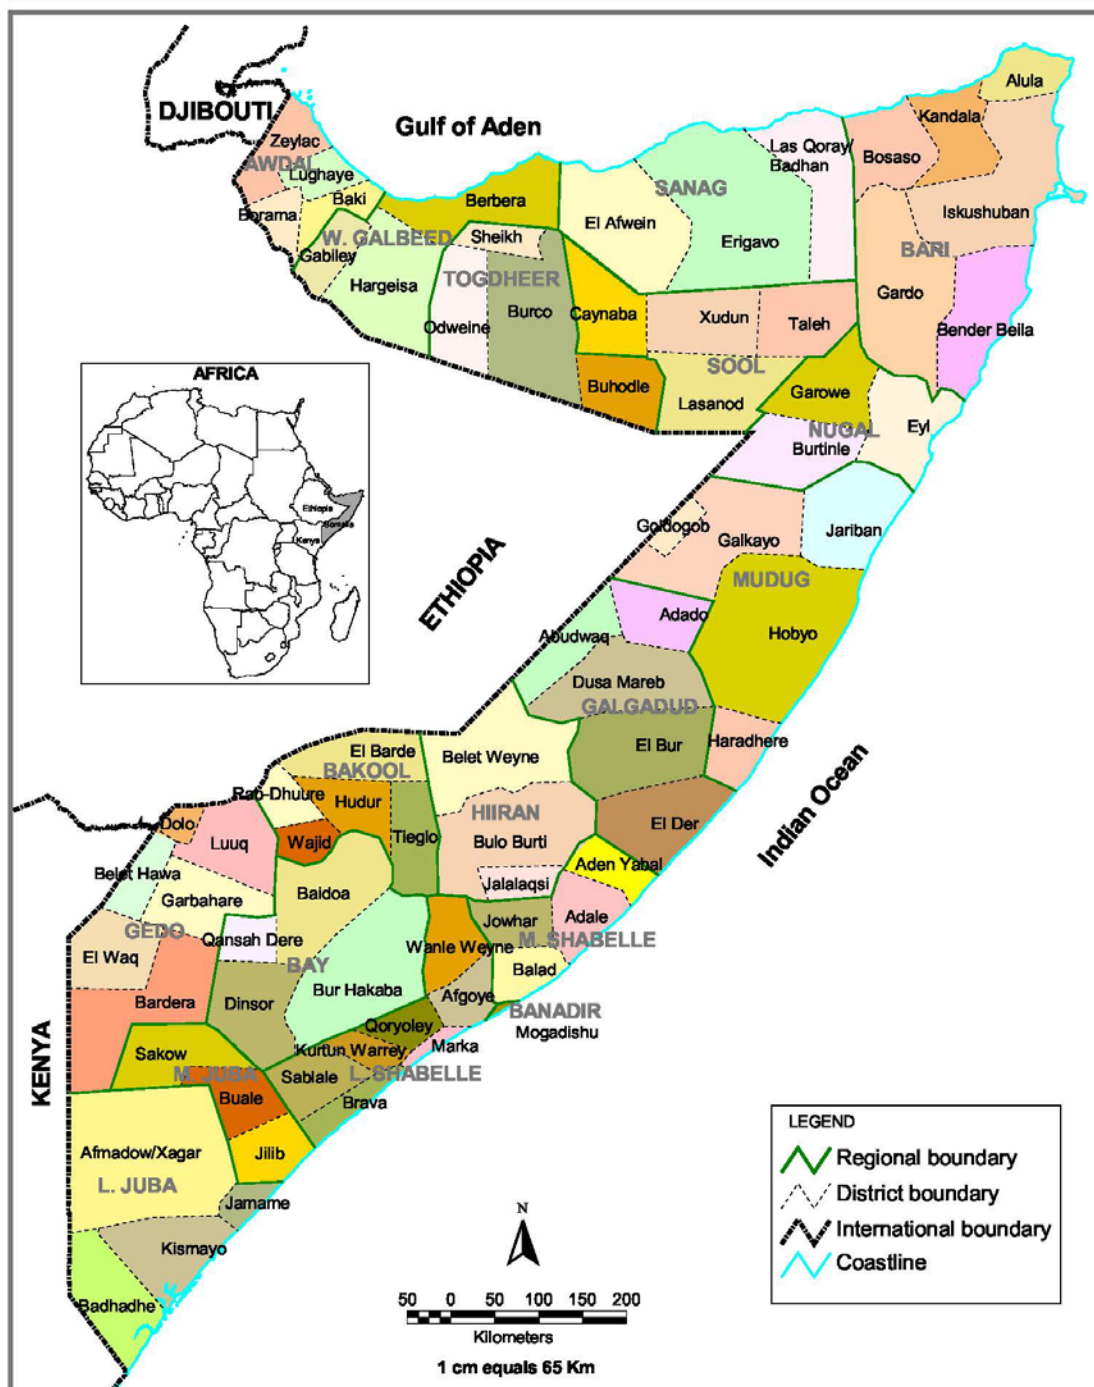 DJIBOUTI
Gulf of Aden
Alula
Kandala
Zeylac
AWDAL
Lughaye
Las Qoray/
Badhan
Bosaso
SANAG
Baki
Berbera
Borama
El Afwein
Iskushuban
W. GALBEED
Sheikh
Erigavo
BARI
Gabiley
Hargeisa
TOGDHEER
Gardo
Odweine
Burco
Caynaba
Xudun
Taleh
Bender Beila
SOOL
Buhodle
Lasanod
Garowe
NUGAL
Eyl
Burtinle
AFRICA
Ethiopia
Somalia
Kenya
ETHIOPIA
Goldogob
Galkayo
Jariban
MUDUG
Adado
Abudwaq
Hobyo
Dusa Mareb
GALGADUD
El Bur
Haradhere
El Barde
BAKOOL
Belet Weyne
Indian Ocean
Rab-Dhuure
Hudur
HIIRAN
Dolo
Luuq
Wajid
Tieglo
Bulo Burti
El Der
Belet Hawa
Aden Yabal
Jalalaqsi
Garbahare
Baidoa
GEDO
Qansah Dere
Jowhar
Adale
El Waq
Wanle Weyne
M. SHABELLE
BAY
Balad
Bardera
Dinsor
Bur Hakaba
Afgoye
BANADIR
Mogadishu
KENYA
Qoryoley
Sakow
Kurtun Warrey
Marka
M. JUBA
Sablale
L. SHABELLE
Buale
Brava
Afmadow/Xagar
Jilib
L. JUBA
Jamame
Kismayo
Badhadhe
N
50 0 50 100 150 200
Kilometers
1 cm equals 65 Km
LEGEND
Regional boundary
District boundary
International boundary
Coastline